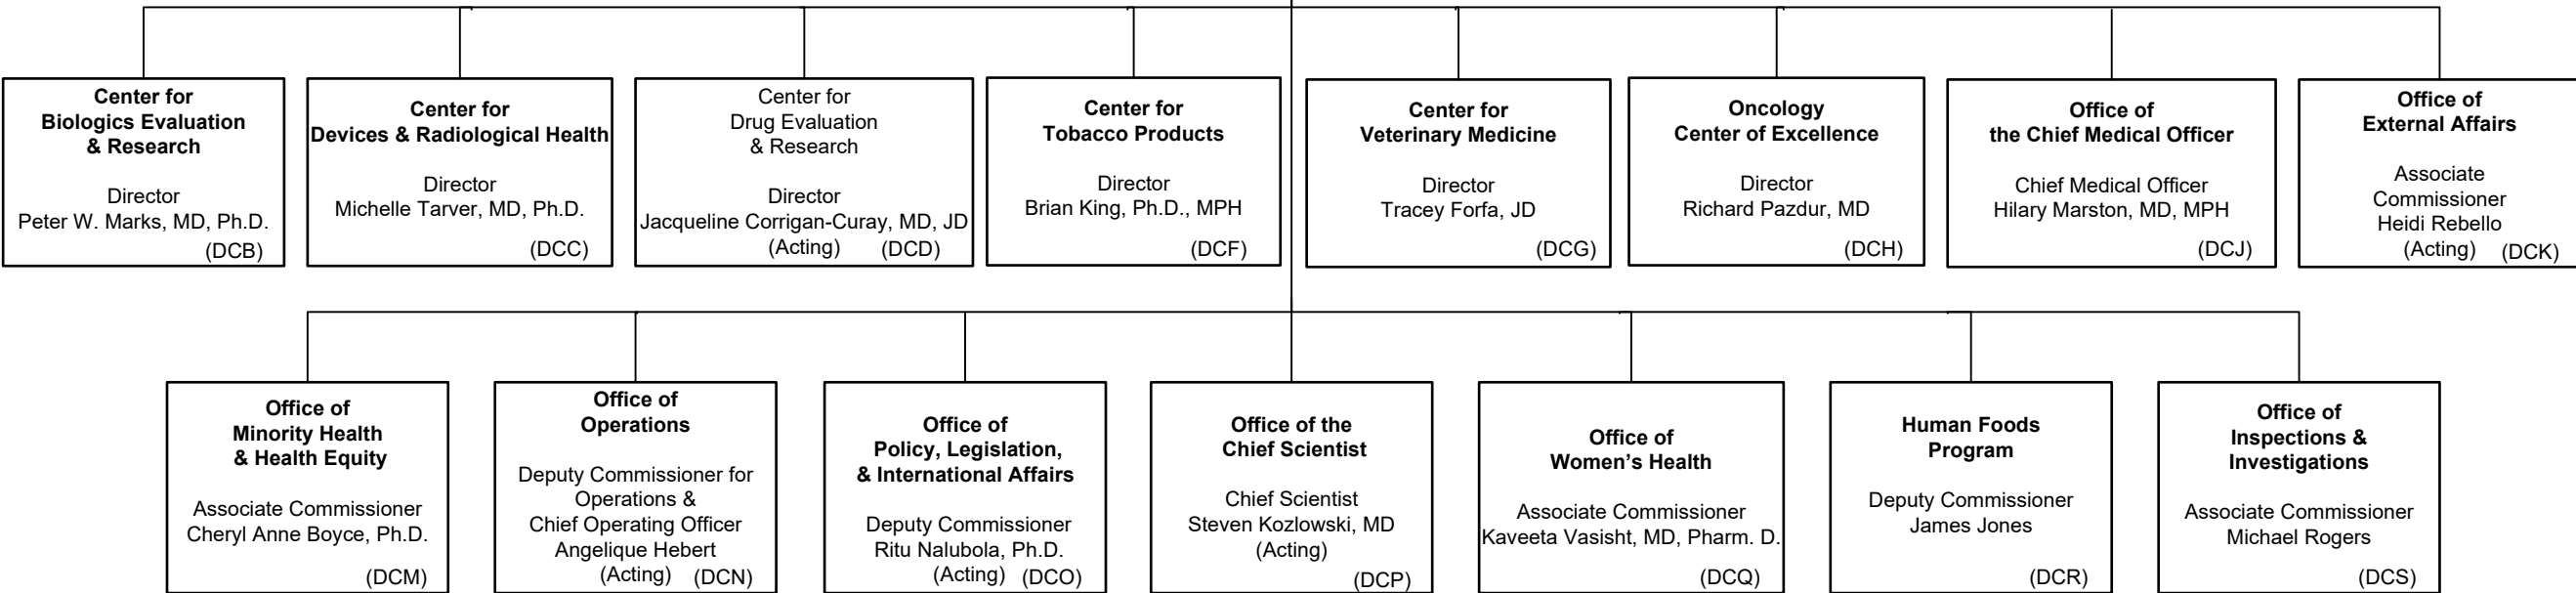 Center for
Biologics Evaluation
& Research
Director
Peter W. Marks, MD, Ph.D.
(DCB)
Center for
Devices & Radiological Health
Director
Michelle Tarver, MD, Ph.D.
(DCC)
Center for
Drug Evaluation
& Research
Director
Jacqueline Corrigan-Curay, MD, JD
(Acting) (DCD)
Center for
Tobacco Products
Director
Brian King, Ph.D., MPH
(DCF)
Center for
Veterinary Medicine
Director
Tracey Forfa, JD
(DCG)
Oncology
Center of Excellence
Director
Richard Pazdur, MD
(DCH)
Office of
the Chief Medical Officer
Chief Medical Officer
Hilary Marston, MD, MPH
(DCJ)
Office of
External Affairs
Associate
Commissioner
Heidi Rebello
(Acting) (DCK)
Office of
Minority Health
& Health Equity
Associate Commissioner
Cheryl Anne Boyce, Ph.D.
(DCM)
Office of
Operations
Deputy Commissioner for
Operations &
Chief Operating Officer
Angelique Hebert
(Acting) (DCN)
Office of
Policy, Legislation,
& International Affairs
Deputy Commissioner
Ritu Nalubola, Ph.D.
(Acting) (DCO)
Office of the
Chief Scientist
Chief Scientist
Steven Kozlowski, MD
(Acting)
(DCP)
Office of
Women’s Health
Associate Commissioner
Kaveeta Vasisht, MD, Pharm. D.
(DCQ)
Human Foods
Program
Deputy Commissioner
James Jones
(DCR)
Office of
Inspections &
Investigations
Associate Commissioner
Michael Rogers
(DCS)